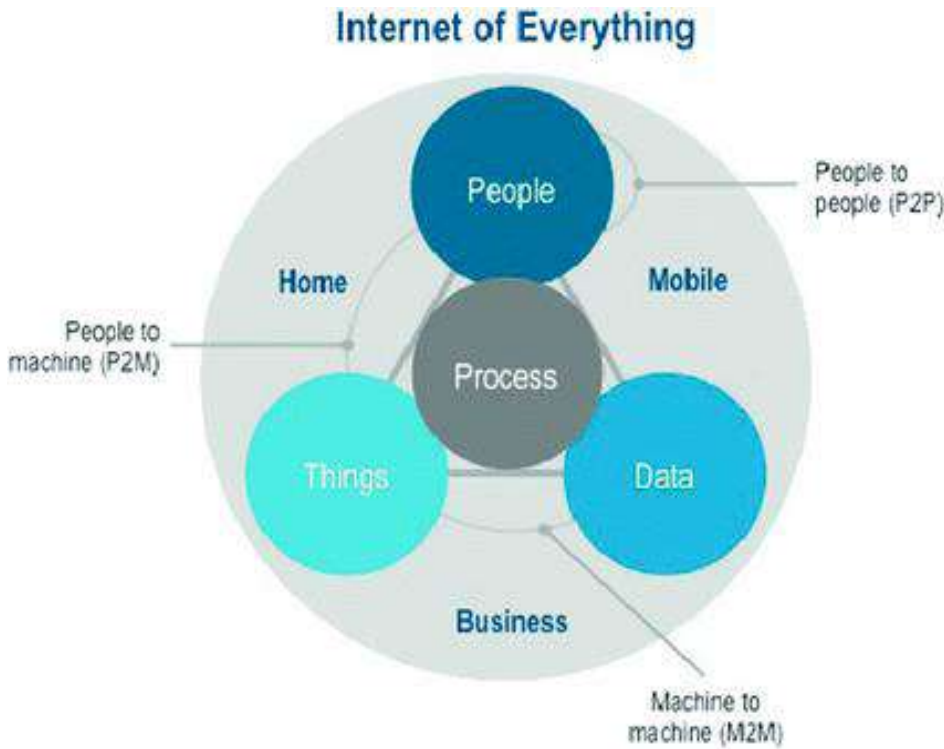 Internet of Everything
People
People to
people (P2P)
Home
Mobile
People to
machine (P2M)
Process
Things
Data
Business
Machine to
machine (M2M)